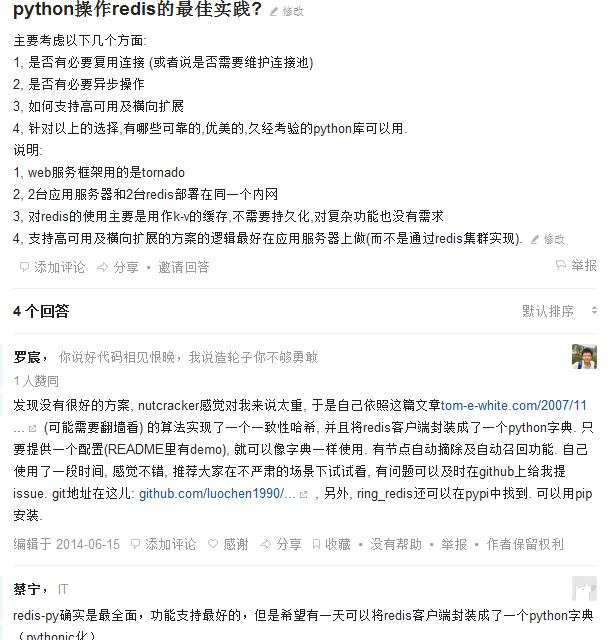 python操作redis的最佳实践? 修改
主要考虑以下几个方面:
1, 是否有必要复用连接 (或者说是否需要维护连接池)
2, 是否有必要异步操作
3, 如何支持高可用及横向扩展
4, 针对以上的选择,有哪些可靠的,优美的,久经考验的python库可以用.
说明:
1, web服务框架用的是tornado
2, 2台应用服务器和2台redis部署在同一个内网
3, 对redis的使用主要是用作k-v的缓存,不需要持久化,对复杂功能也没有需求
4, 支持高可用及横向扩展的方案的逻辑最好在应用服务器上做(而不是通过redis集群实现). 修改
添加评论 分享 • 邀请回答 举报
4 个回答 默认排序
罗宸， 你说好代码相见恨晚，我说造轮子你不够勇敢
1 人赞同
发现没有很好的方案, nutcracker感觉对我来说太重, 于是自己依照这篇文章tom-e-white.com/2007/11
... (可能需要翻墙看) 的算法实现了一个一致性哈希, 并且将redis客户端封装成了一个python字典. 只
要提供一个配置(README里有demo), 就可以像字典一样使用. 有节点自动摘除及自动召回功能. 自己
使用了一段时间, 感觉不错, 推荐大家在不严肃的场景下试试看, 有问题可以及时在github上给我提
issue. git地址在这儿: github.com/luochen1990/... , 另外, ring_redis还可以在pypi中找到. 可以用pip
安装.
编辑于 2014-06-15 添加评论 感谢 分享 收藏 • 没有帮助 • 举报 • 作者保留权利
蔡宁， IT
redis-py确实是最全面，功能支持最好的，但是希望有一天可以将redis客户端封装成了一个python字典
（pythonic化）